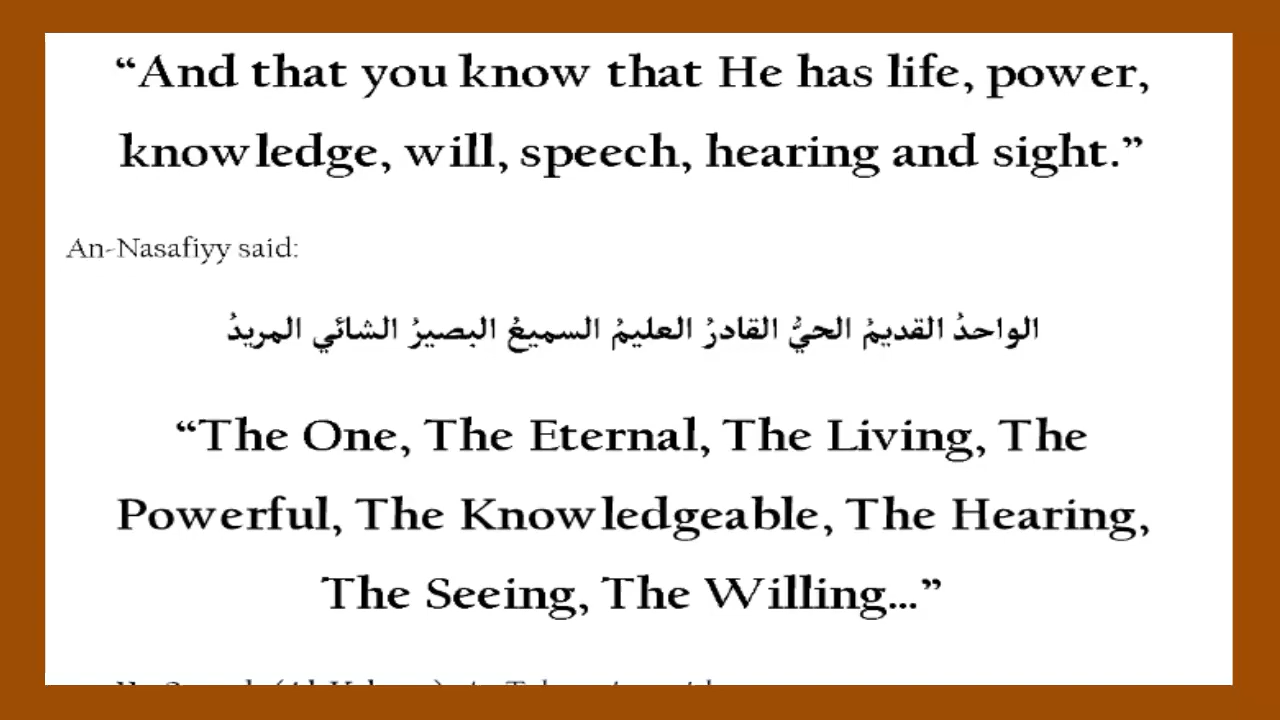 “And that you know that He has life, power,
knowledge, will, speech, hearing and sight.”
An-Nasafiyy said:
الواحدُ القديمُ الحيُّ القادرُ العليمُ السميعُ البصيرُ الشائَي المريدُ
“The One, The Eternal, The Living, The
Powerful, The Knowledgeable, The Hearing,
The Seeing, The Willing...”